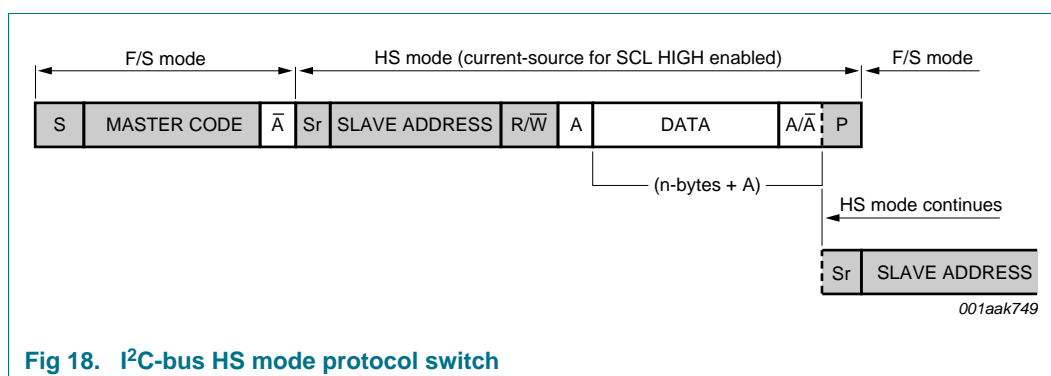 F/S mode HS mode (current-source for SCL HIGH enabled) F/S mode
S MASTER CODE A̅ Sr SLAVE ADDRESS R/W̅ A DATA A/A̅ P
(n-bytes + A)
HS mode continues
Sr SLAVE ADDRESS
001aak749
Fig 18. I²C-bus HS mode protocol switch